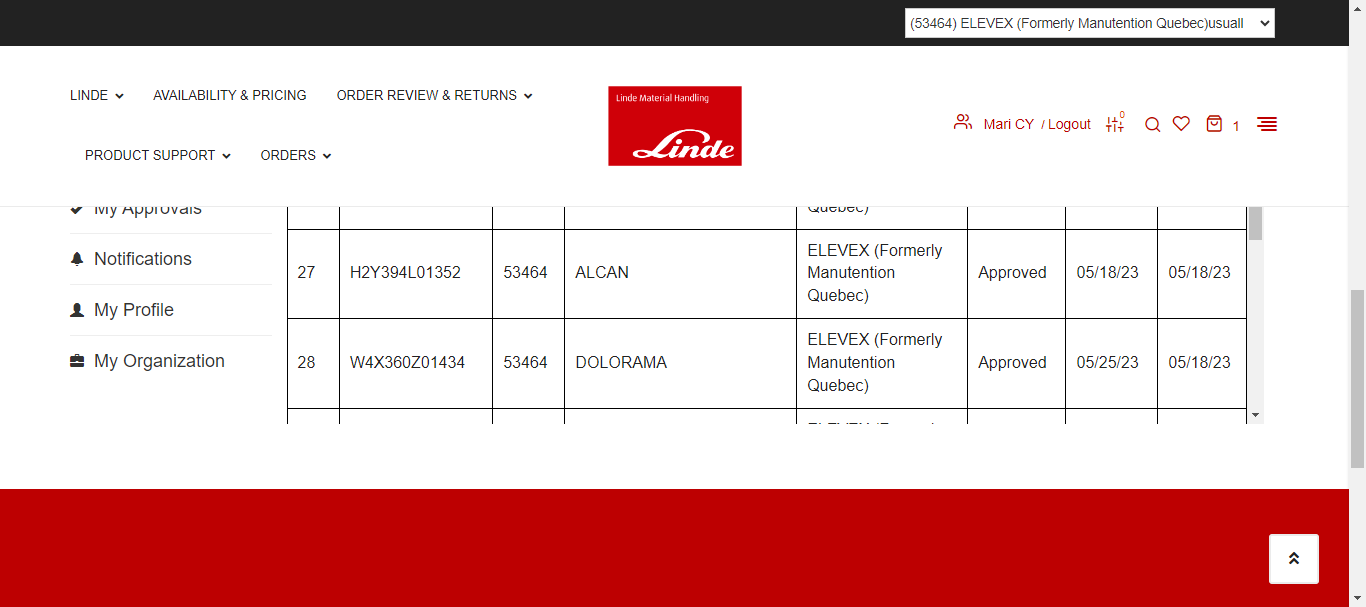 (53464) ELEVEX (Formerly Manutention Quebec)usuall
LINDE
AVAILABILITY & PRICING
ORDER REVIEW & RETURNS
PRODUCT SUPPORT
ORDERS
Linde Material Handling
Linde
Mari CY / Logout
0
1
My Approvals
Notifications
My Profile
My Organization
Quebec)
27 H2Y394L01352 53464 ALCAN ELEVEX (Formerly Manutention Quebec) Approved 05/18/23 05/18/23
28 W4X360Z01434 53464 DOLORAMA ELEVEX (Formerly Manutention Quebec) Approved 05/25/23 05/18/23